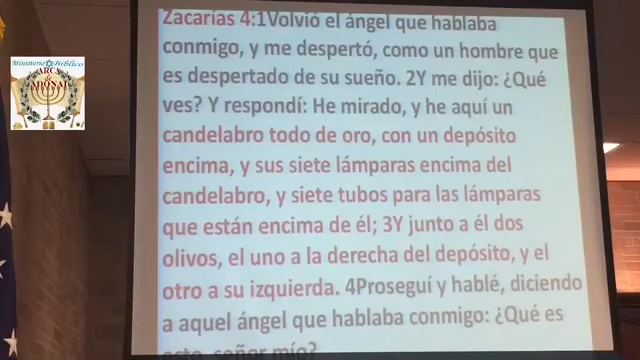 Ministerio Bíblico
ARCA
de
ADONAI
Zacarías 4:1Volvió el ángel que hablaba
conmigo, y me despertó, como un hombre que
es despertado de su sueño. 2Y me dijo: ¿Qué
ves? Y respondí: He mirado, y he aquí un
candelabro todo de oro, con un depósito
encima, y sus siete lámparas encima del
candelabro, y siete tubos para las lámparas
que están encima de él; 3Y junto a él dos
olivos, el uno a la derecha del depósito, y el
otro a su izquierda. 4Proseguí y hablé, diciendo
a aquel ángel que hablaba conmigo: ¿Qué es
esto, señor mío?